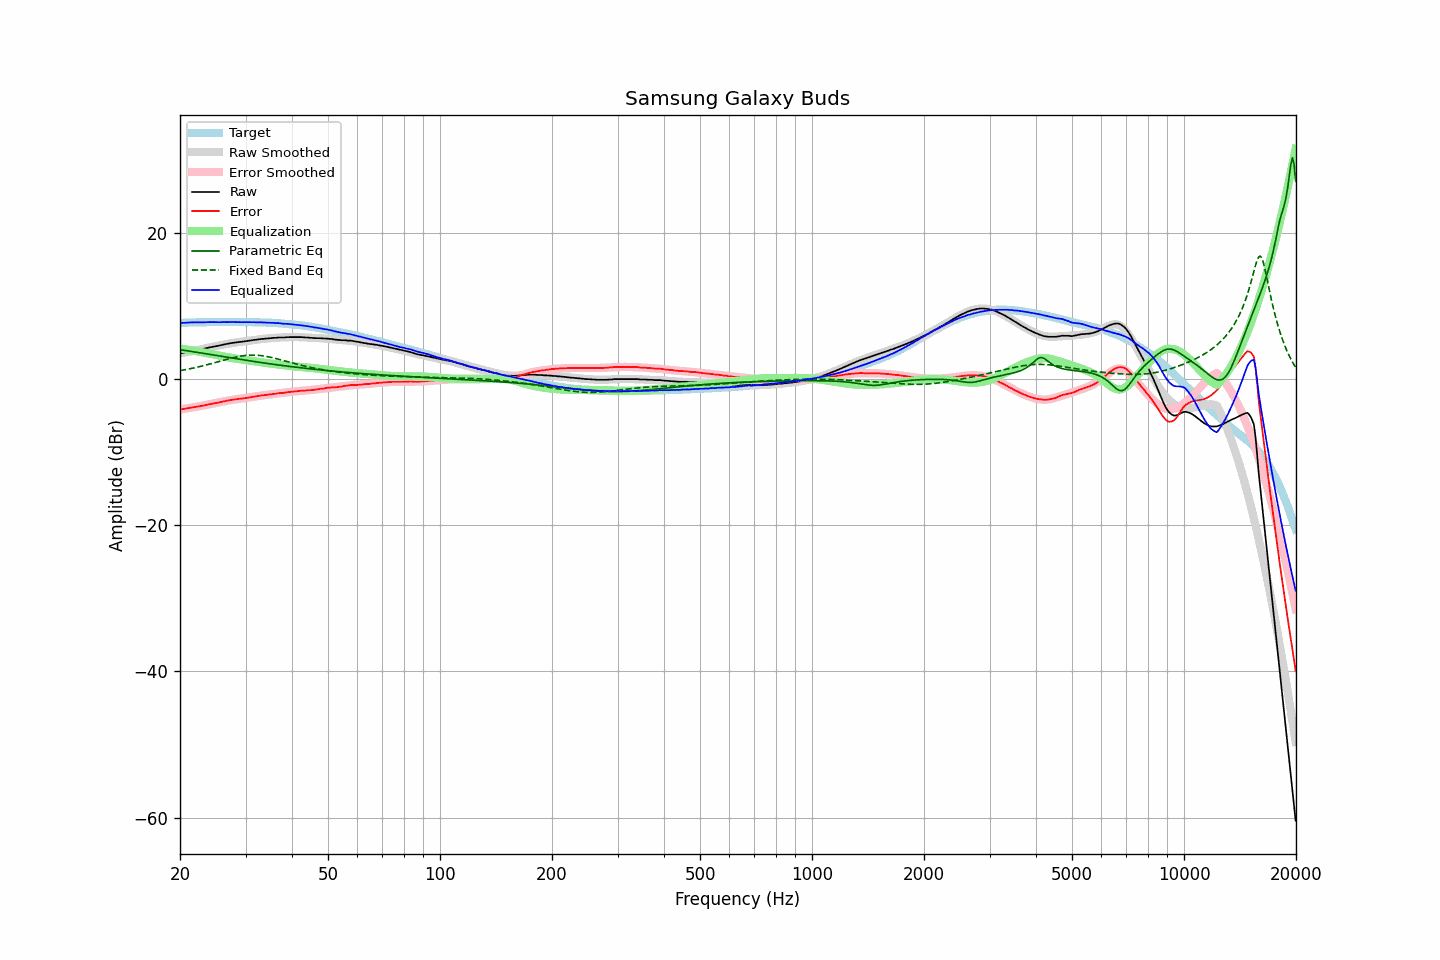 Samsung Galaxy Buds
Target
Raw Smoothed
Error Smoothed
Raw
Error
Equalization
Parametric Eq
Fixed Band Eq
Equalized
Amplitude (dBr)
20
0
−20
−40
−60
20 50 100 200 500 1000 2000 5000 10000 20000
Frequency (Hz)